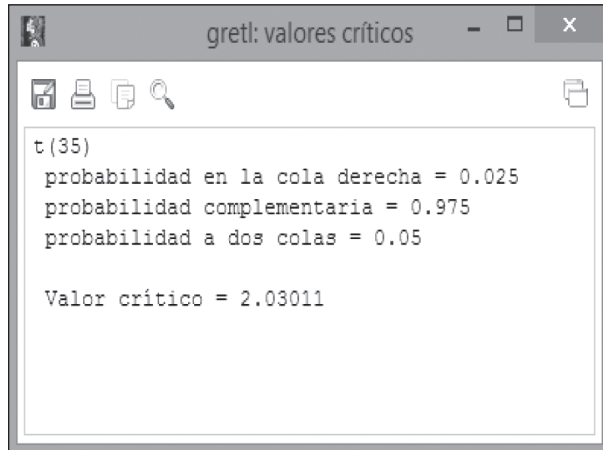 gretl: valores críticos
t(35)
probabilidad en la cola derecha = 0.025
probabilidad complementaria = 0.975
probabilidad a dos colas = 0.05
Valor crítico = 2.03011